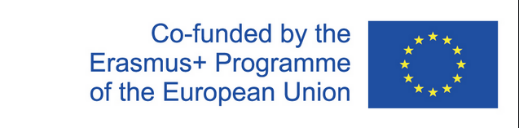 Co-funded by the
Erasmus+ Programme
of the European Union